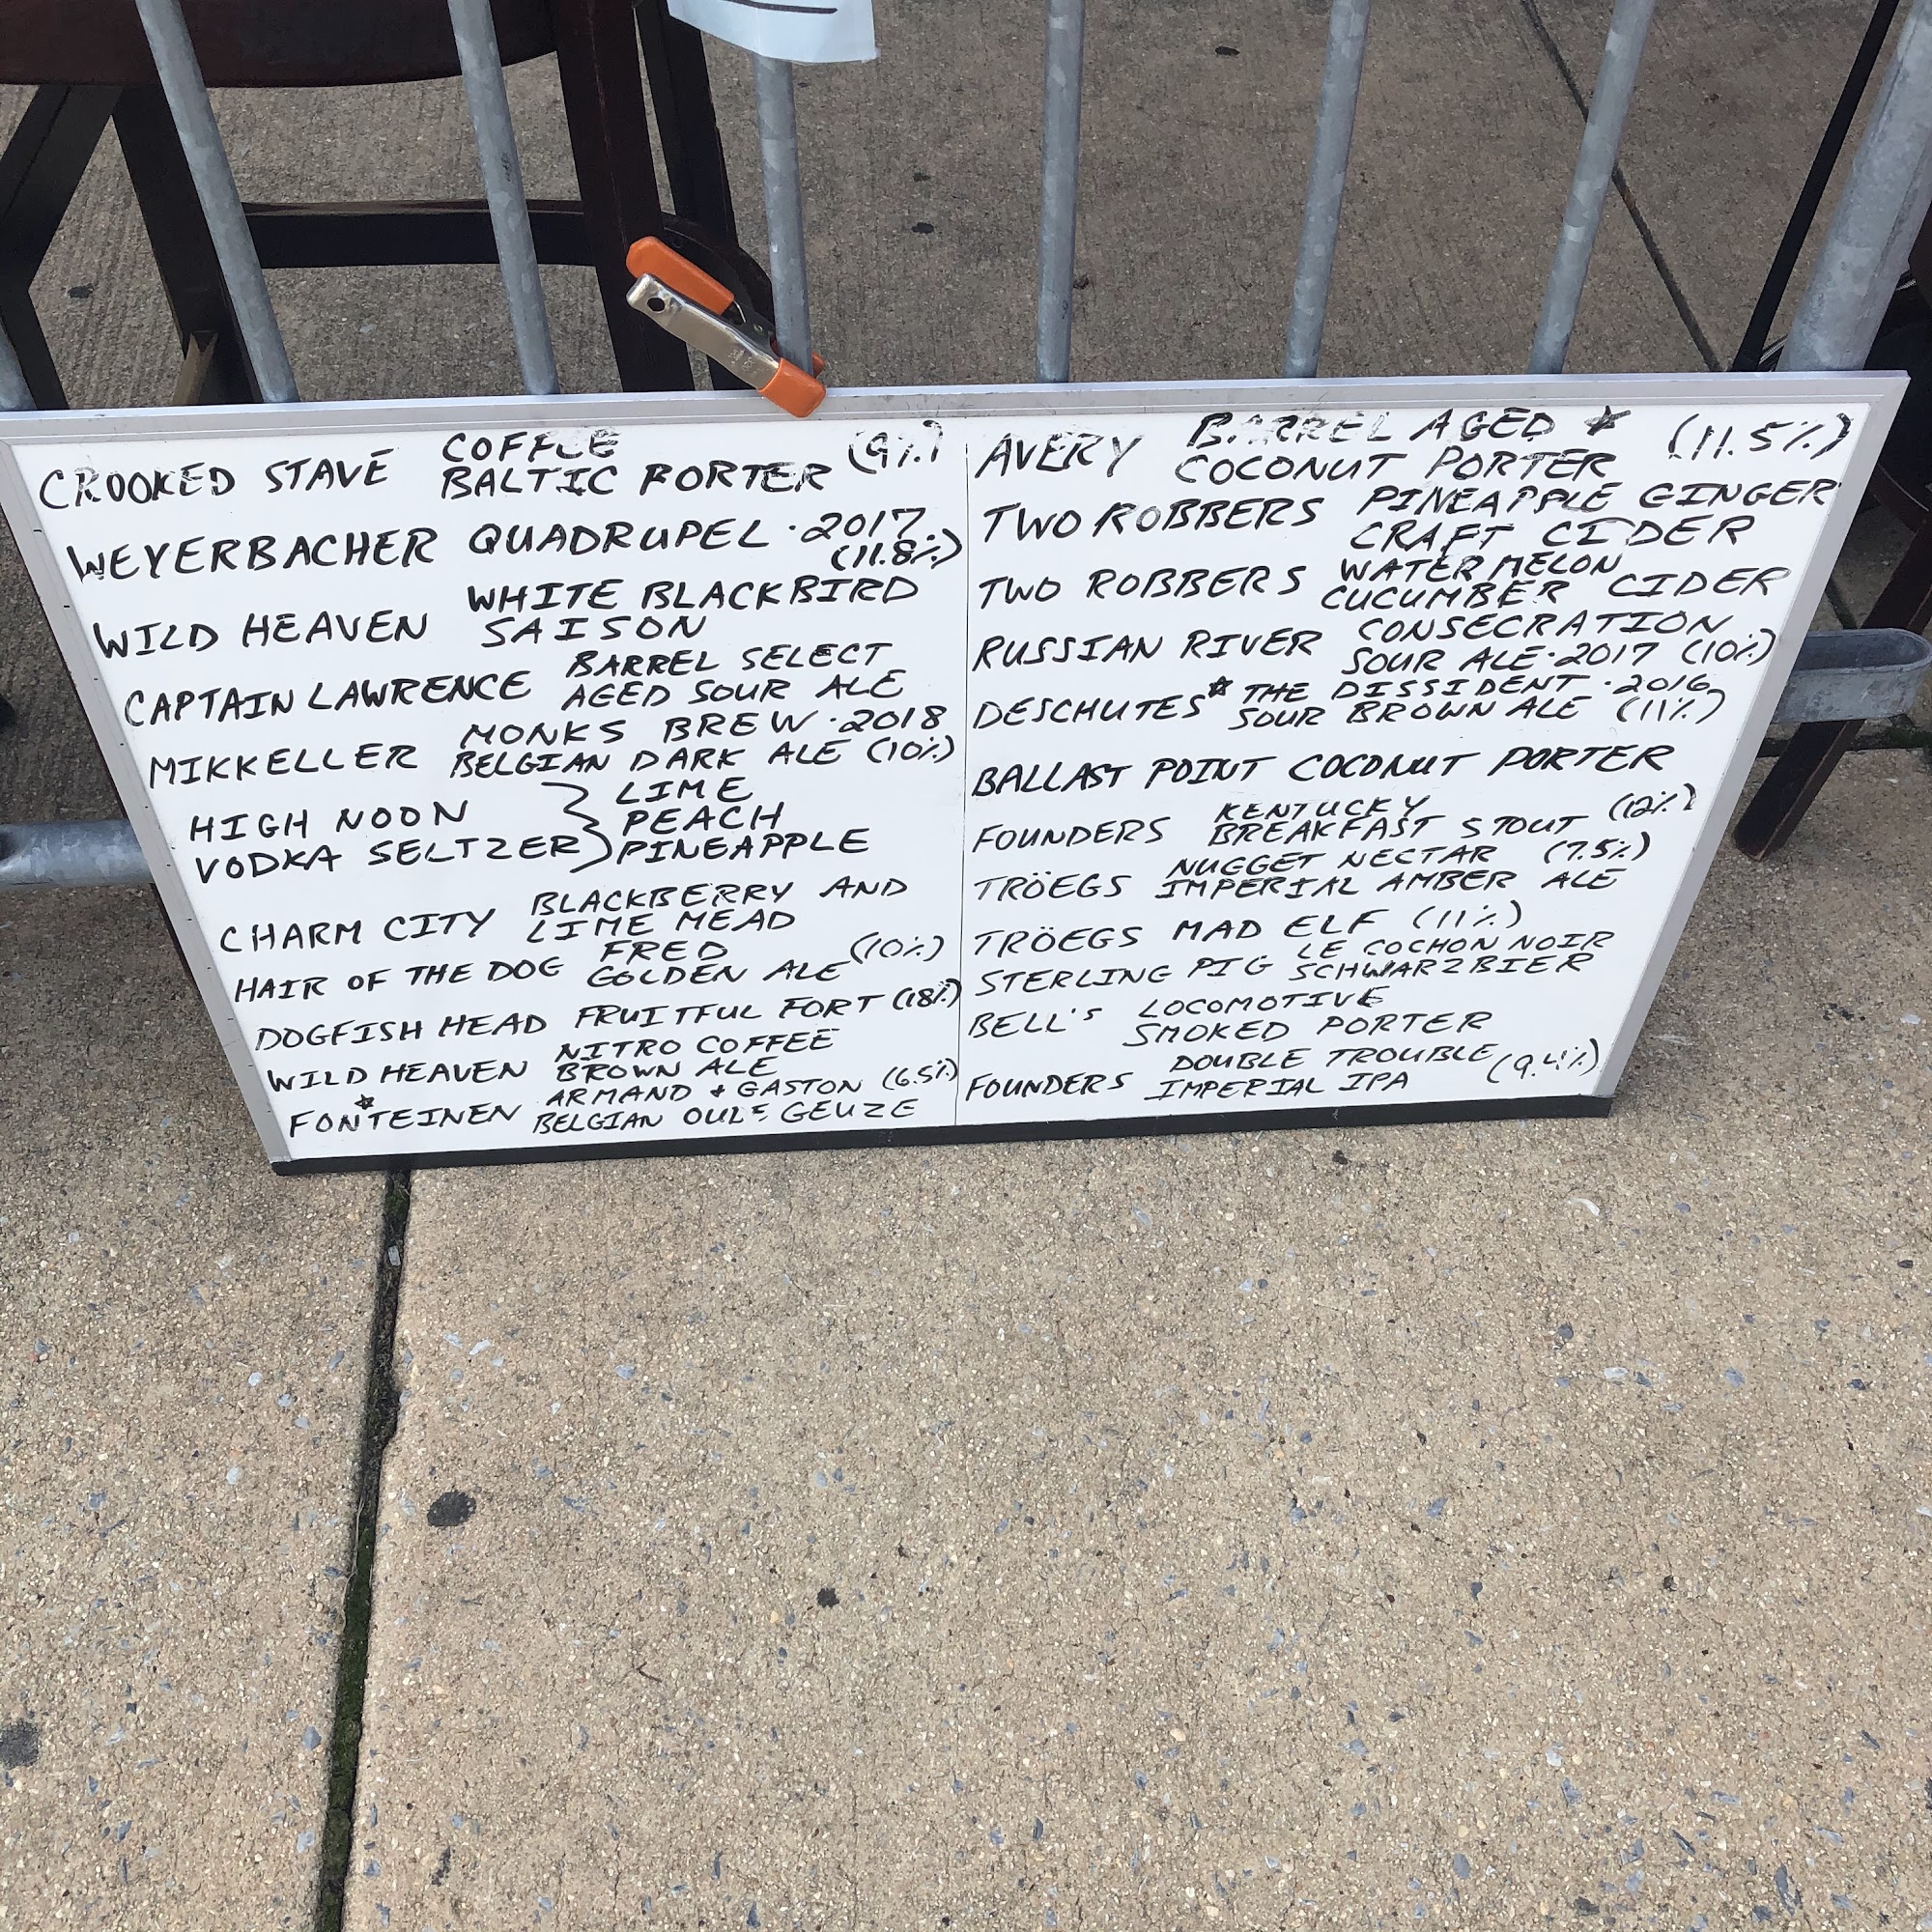 CROOKED STAVE COFFEE (9%)
BALTIC PORTER
WEYERBACHER QUADRUPEL · 2017
(11.8%)
WILD HEAVEN WHITE BLACKBIRD
SAISON
CAPTAIN LAWRENCE BARREL SELECT
AGED SOUR ALE
MIKKELLER MONKS BREW · 2018
BELGIAN DARK ALE (10%)
HIGH NOON LIME
PEACH
VODKA SELTZER PINEAPPLE
CHARM CITY BLACKBERRY AND
LIME MEAD
HAIR OF THE DOG FRED (10%)
GOLDEN ALE
DOGFISH HEAD FRUITFUL FORT (18%)
WILD HEAVEN NITRO COFFEE
BROWN ALE
FONTEINEN ARMAND + GASTON (6.5%)
BELGIAN GEUZE
AVERY BARREL AGED ☆ (11.5%)
COCONUT PORTER
TWO ROBBERS PINEAPPLE GINGER
CRAFT CIDER
TWO ROBBERS WATERMELON
CUCUMBER CIDER
RUSSIAN RIVER CONSECRATION
SOUR ALE · 2017 (10%)
DESCHUTES ☆ THE DISSIDENT · 2016
SOUR BROWN ALE (11%)
BALLAST POINT COCONUT PORTER
FOUNDERS KENTUCKY (12%)
BREAKFAST STOUT
TRÖEGS NUGGET NECTAR (7.5%)
IMPERIAL AMBER ALE
TRÖEGS MAD ELF (11%)
STERLING PIG LE COCHON NOIR
SCHWARZBIER
BELL'S LOCOMOTIVE
SMOKED PORTER
FOUNDERS DOUBLE TROUBLE (9.4%)
IMPERIAL IPA